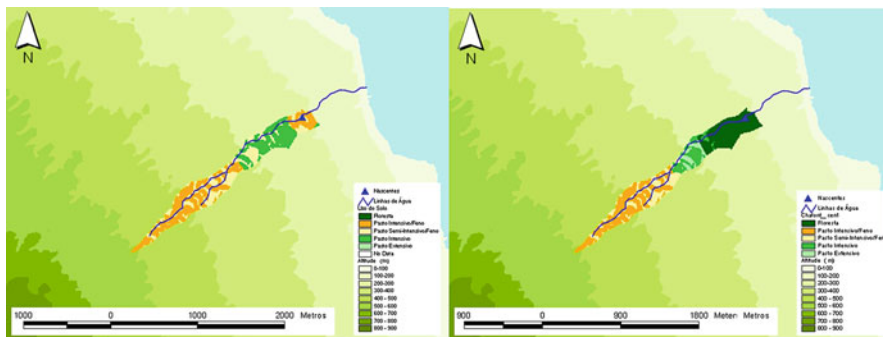 N
Nascentes
Linhas de Água
Uso do Solo
Floresta
Pasto Intensivo/Feno
Pasto Semi-Intensivo/Feno
Pasto Intensivo
Pasto Extensivo
No Data
Altitude (m)
0-100
100-200
200-300
300-400
400-500
500-600
600-700
700-800
800-900
1000 0 1000 2000 Metros
N
Nascentes
Linhas de Água
Floresta
Pasto Intensivo/Feno
Pasto Semi-Intensivo/Fen
Pasto Intensivo
Pasto Extensivo
Altitude (m)
0-100
100-200
200-300
300-400
400-500
500-600
600-700
700-800
800-900
900 0 900 1800 Meten Metros